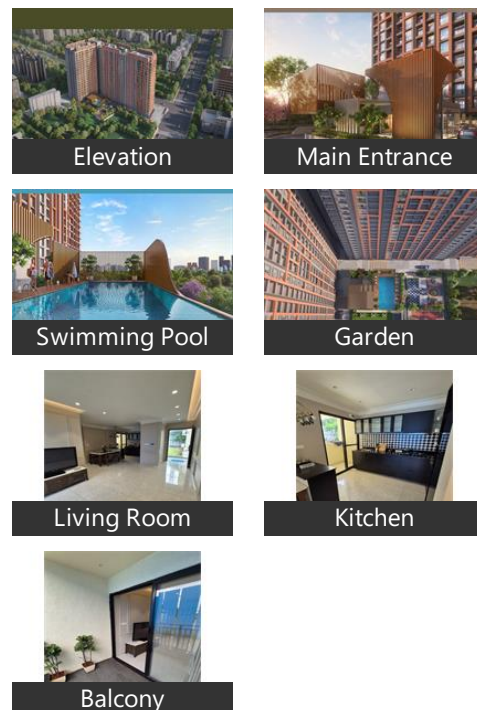 Elevation
Main Entrance
Swimming Pool
Garden
Living Room
Kitchen
Balcony